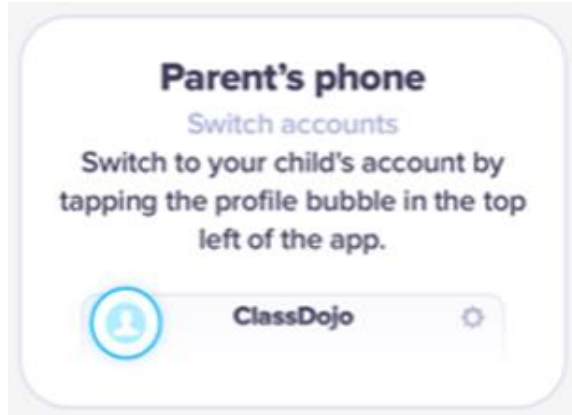 Parent's phone
Switch accounts
Switch to your child's account by
tapping the profile bubble in the top
left of the app.
ClassDojo